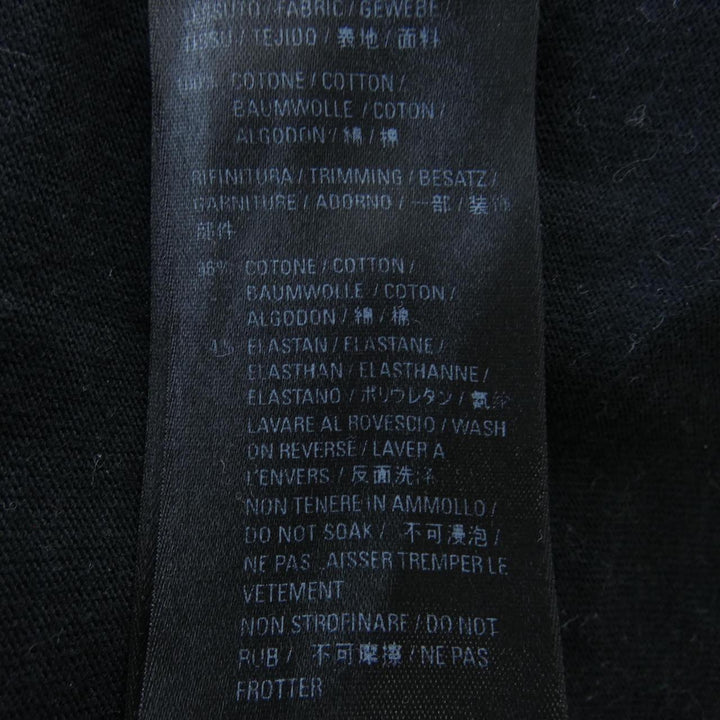 TESSUTO / FABRIC / GEWEBE /
TISSU / TEJIDO / 表地 / 面料
100% COTONE / COTTON /
BAUMWOLLE / COTON /
ALGODON / 綿 / 棉
RIFINITURA / TRIMMING / BESATZ /
GARNITURE / ADORNO / 一部 / 装饰
部件
96% COTONE / COTTON /
BAUMWOLLE / COTON /
ALGODON / 綿 / 棉
4% ELASTAN / ELASTANE /
ELASTHAN / ELASTHANNE /
ELASTANO / ポリウレタン / 氨纶
LAVARE AL ROVESCIO / WASH
ON REVERSE / LAVER A
L'ENVERS / 反面洗涤
NON TENERE IN AMMOLLO /
DO NOT SOAK / 不可浸泡 /
NE PAS LAISSER TREMPER LE
VETEMENT
NON STROFINARE / DO NOT
RUB / 不可摩擦 / NE PAS
FROTTER